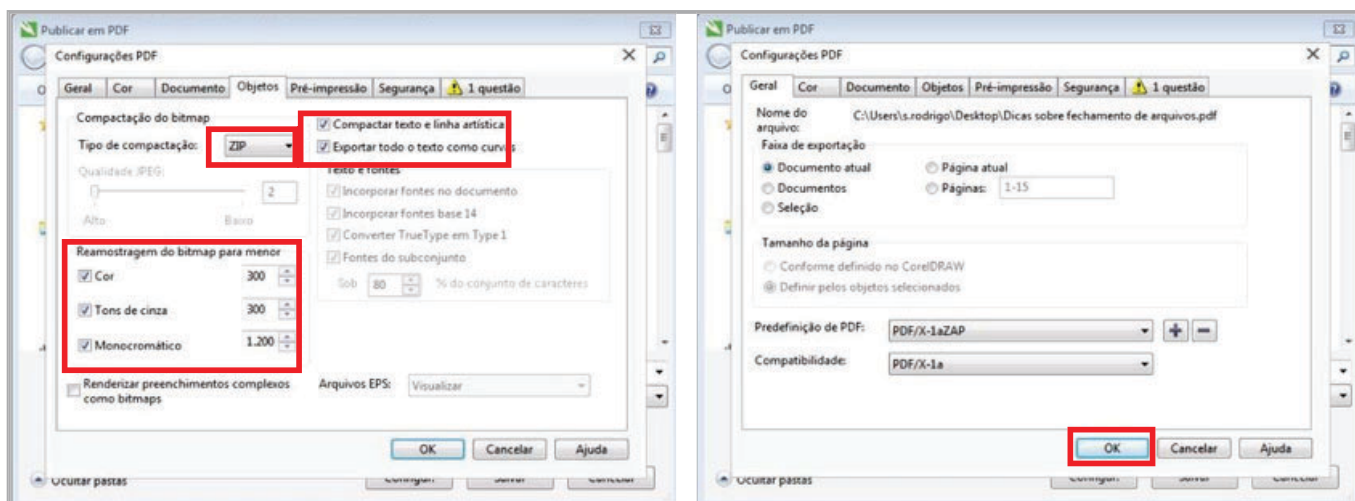 Publicar em PDF
Configurações PDF
Geral Cor Documento Objetos Pré-impressão Segurança 1 questão
Compactação do bitmap
Tipo de compactação: ZIP
Qualidade JPEG:
2
Alto Baixo
Compactar texto e linha artística
Exportar todo o texto como curvas
Texto e fontes
Incorporar fontes no documento
Incorporar fontes base 14
Converter TrueType em Type 1
Fontes do subconjunto
Sob 80 % do conjunto de caracteres
Reamostragem do bitmap para menor
Cor 300
Tons de cinza 300
Monocromático 1.200
Renderizar preenchimentos complexos
como bitmaps
Arquivos EPS: Visualizar
OK Cancelar Ajuda
Ocultar pastas Configur. Salvar Cancelar
Publicar em PDF
Configurações PDF
Geral Cor Documento Objetos Pré-impressão Segurança 1 questão
Nome do
arquivo: C:\Users\s.rodrigo\Desktop\Dicas sobre fechamento de arquivos.pdf
Faixa de exportação
Documento atual Página atual
Documentos Páginas: 1-15
Seleção
Tamanho da página
Conforme definido no CorelDRAW
Definir pelos objetos selecionados
Predefinição de PDF: PDF/X-1aZAP
Compatibilidade: PDF/X-1a
OK Cancelar Ajuda
Ocultar pastas Configur. Salvar Cancelar